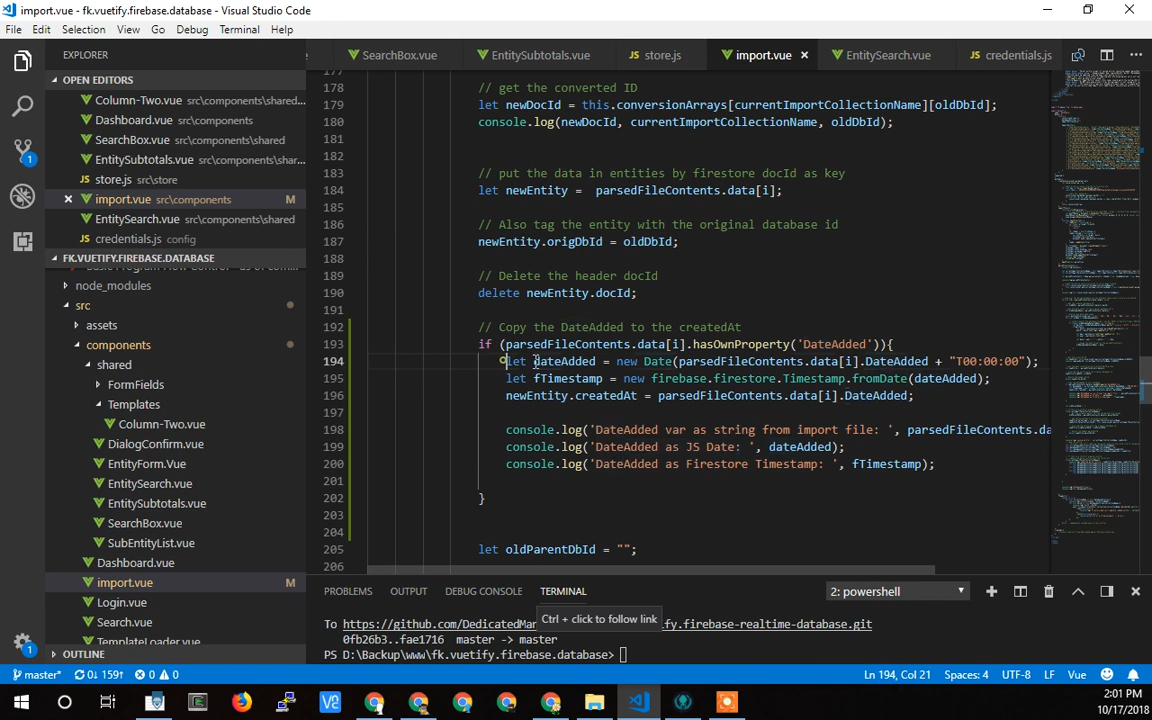 import.vue - fk.vuetify.firebase.database - Visual Studio Code
File Edit Selection View Go Debug Terminal Help
EXPLORER
OPEN EDITORS
Column-Two.vue src\components\shared...
Dashboard.vue src\components
SearchBox.vue src\components\shared
EntitySubtotals.vue src\components\shar...
store.js src\store
import.vue src\components M
EntitySearch.vue src\components\shared
credentials.js config
FK.VUETIFY.FIREBASE.DATABASE
node_modules
src
assets
components
shared
FormFields
Templates
Column-Two.vue
DialogConfirm.vue
EntityForm.Vue
EntitySearch.vue
EntitySubtotals.vue
SearchBox.vue
SubEntityList.vue
Dashboard.vue
import.vue M
Login.vue
Search.vue
TemplateLoader.vue
OUTLINE
SearchBox.vue EntitySubtotals.vue store.js import.vue EntitySearch.vue credentials.js
177
178 // get the converted ID
179 let newDocId = this.conversionArrays[currentImportCollectionName][oldDbId];
180 console.log(newDocId, currentImportCollectionName, oldDbId);
181
182
183 // put the data in entities by firestore docId as key
184 let newEntity = parsedFileContents.data[i];
185
186 // Also tag the entity with the original database id
187 newEntity.origDbId = oldDbId;
188
189 // Delete the header docId
190 delete newEntity.docId;
191
192 // Copy the DateAdded to the createdAt
193 if (parsedFileContents.data[i].hasOwnProperty('DateAdded')){
194 let dateAdded = new Date(parsedFileContents.data[i].DateAdded + "T00:00:00");
195 let fTimestamp = new firebase.firestore.Timestamp.fromDate(dateAdded);
196 newEntity.createdAt = parsedFileContents.data[i].DateAdded;
197
198 console.log('DateAdded var as string from import file: ', parsedFileContents.da
199 console.log('DateAdded as JS Date: ', dateAdded);
200 console.log('DateAdded as Firestore Timestamp: ', fTimestamp);
201
202 }
203
204
205 let oldParentDbId = "";
206
PROBLEMS OUTPUT DEBUG CONSOLE TERMINAL 2: powershell
Ctrl + click to follow link
To https://github.com/DedicatedMan ify.firebase-realtime-database.git
0fb26b3..fae1716 master -> master
PS D:\Backup\www\fk.vuetify.firebase.database>
master* 0↓ 159↑ 0 0 Ln 194, Col 21 Spaces: 4 UTF-8 LF Vue
2:01 PM
10/17/2018